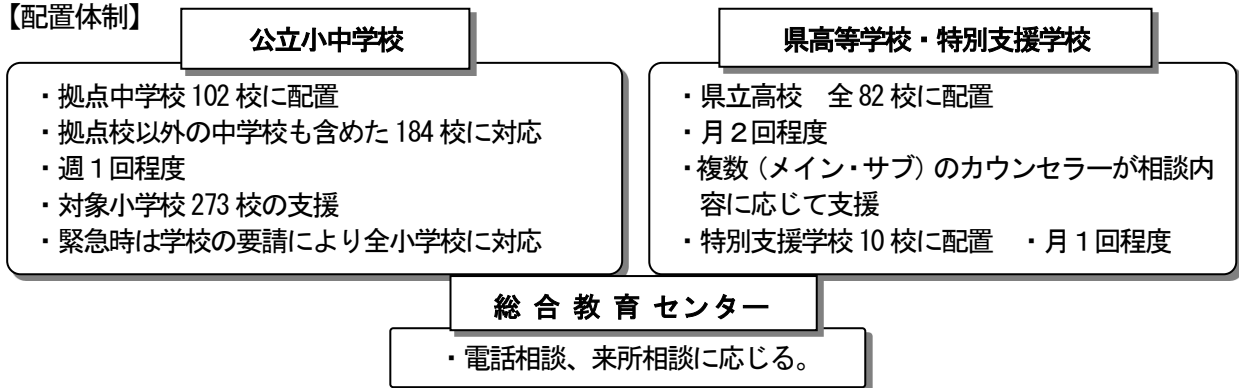 【配置体制】
公立小中学校
・拠点中学校 102 校に配置
・拠点校以外の中学校も含めた 184 校に対応
・週1回程度
・対象小学校 273 校の支援
・緊急時は学校の要請により全小学校に対応
県高等学校・特別支援学校
・県立高校　全 82 校に配置
・月2回程度
・複数(メイン・サブ)のカウンセラーが相談内
容に応じて支援
・特別支援学校 10 校に配置　・月1回程度
総 合 教 育 センター
・電話相談、来所相談に応じる。